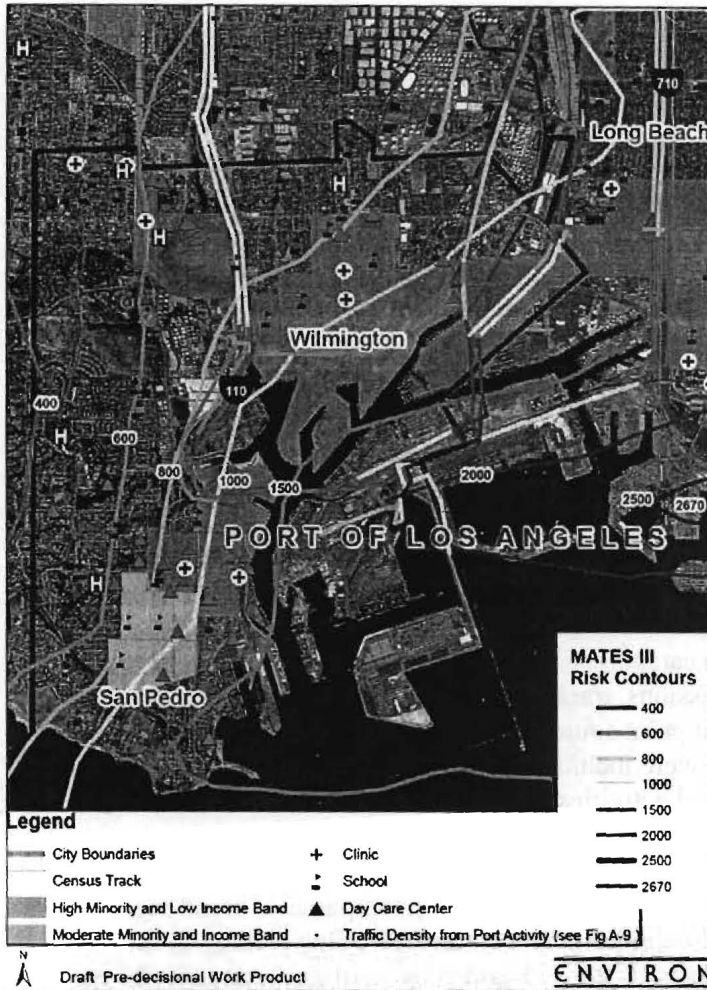 H
710
Long Beach
H
H
H
Wilmington
110
400
H
600
800
1000
1500
2000
2500
2670
PORT OF LOS ANGELES
H
San Pedro
MATES III
Risk Contours
400
600
800
1000
1500
2000
2500
2670
Legend
City Boundaries
Census Track
High Minority and Low Income Band
Moderate Minority and Income Band
Clinic
School
Day Care Center
Traffic Density from Port Activity (see Fig A-9)
N
Draft Pre-decisional Work Product
ENVIRON